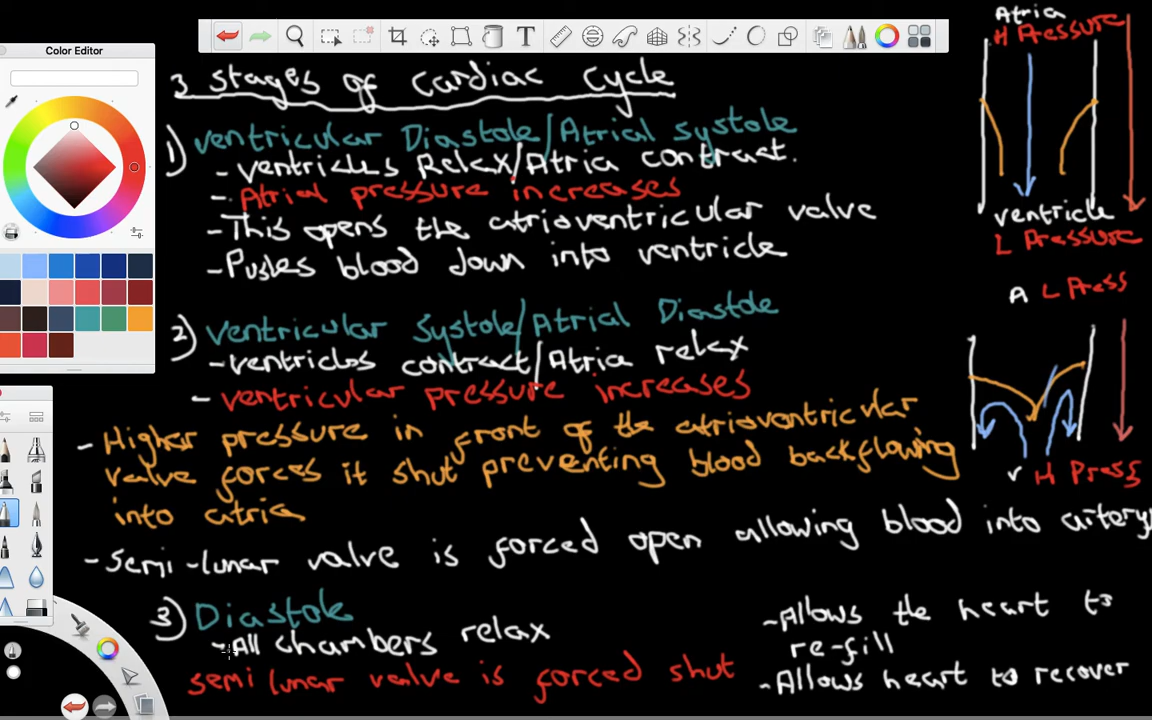 Color Editor
3 stages of Cardiac Cycle
1) Ventricular Diastole/Atrial systole
- ventricles Relax/Atria contract.
- Atrial pressure increases
- This opens the atrioventricular valve
- Pushes blood down into ventricle
2) Ventricular Systole/Atrial Diastole
- ventricles contract/Atria relax
- ventricular pressure increases
- Higher pressure in front of the atrioventricular
valve forces it shut preventing blood backflowing
into atria
- Semi-lunar valve is forced open allowing blood into artery
3) Diastole
- All chambers relax
semi lunar valve is forced shut
- Allows the heart to
re-fill
- Allows heart to recover
Atria
H Pressure
ventricle
L Pressure
A L Press
V H Press